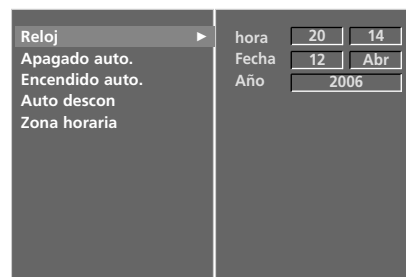 Reloj ►
Apagado auto.
Encendido auto.
Auto descon
Zona horaria
hora 20 14
Fecha 12 Abr
Año 2006